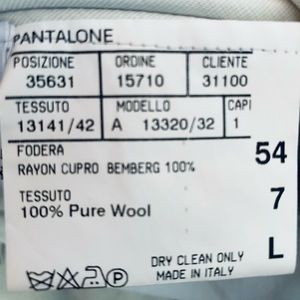 PANTALONE
POSIZIONE ORDINE CLIENTE
35631 15710 31100
TESSUTO MODELLO CAPI
13141/42 A 13320/32 1
FODERA
RAYON CUPRO BEMBERG 100% 54
TESSUTO 7
100% Pure Wool
L
DRY CLEAN ONLY
MADE IN ITALY
P